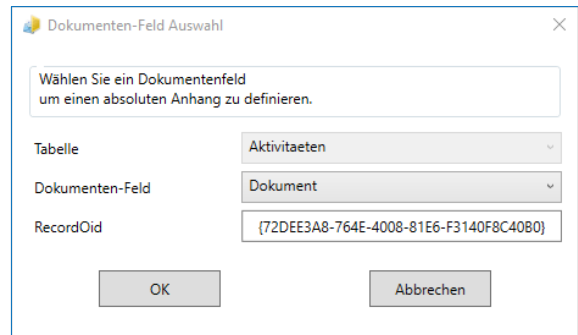 Dokumenten-Feld Auswahl
Wählen Sie ein Dokumentenfeld
um einen absoluten Anhang zu definieren.
Tabelle Aktivitaeten
Dokumenten-Feld Dokument
RecordOid {72DEE3A8-764E-4008-81E6-F3140F8C40B0}
OK Abbrechen